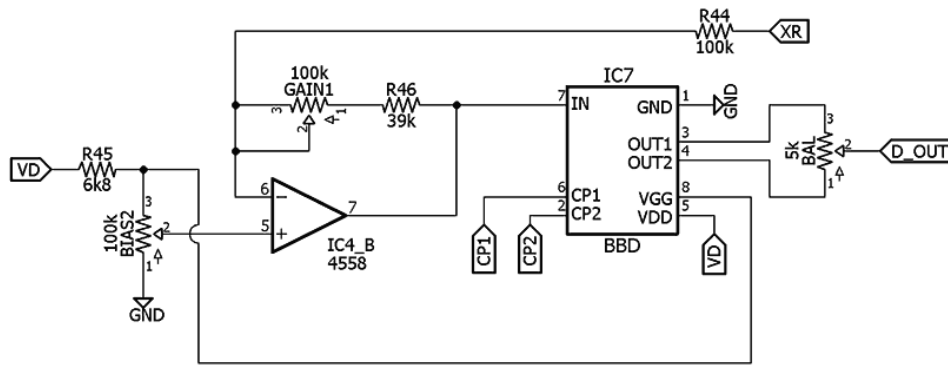 R44
100k
XR
100k
GAIN1
3
1
2
R46
39k
IC7
7
IN
GND
1
GND
OUT1
3
OUT2
4
3
5k
BAL
2
1
D_OUT
VD
R45
6k8
6
5
7
IC4_B
4558
3
100k
BIAS2
2
1
GND
6
CP1
2
CP2
VGG
8
VDD
5
BBD
CP1
CP2
VD